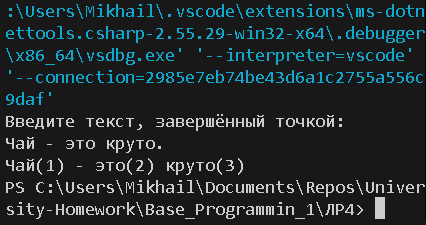 :\Users\Mikhail\.vscode\extensions\ms-dotn
ettools.csharp-2.55.29-win32-x64\.debugger
\x86_64\vsdbg.exe' '--interpreter=vscode'
'--connection=2985e7eb74be43d6a1c2755a556c
9daf'
Введите текст, завершённый точкой:
Чай - это круто.
Чай(1) - это(2) круто(3)
PS C:\Users\Mikhail\Documents\Repos\Univer
sity-Homework\Base_Programmin_1\ЛР4>